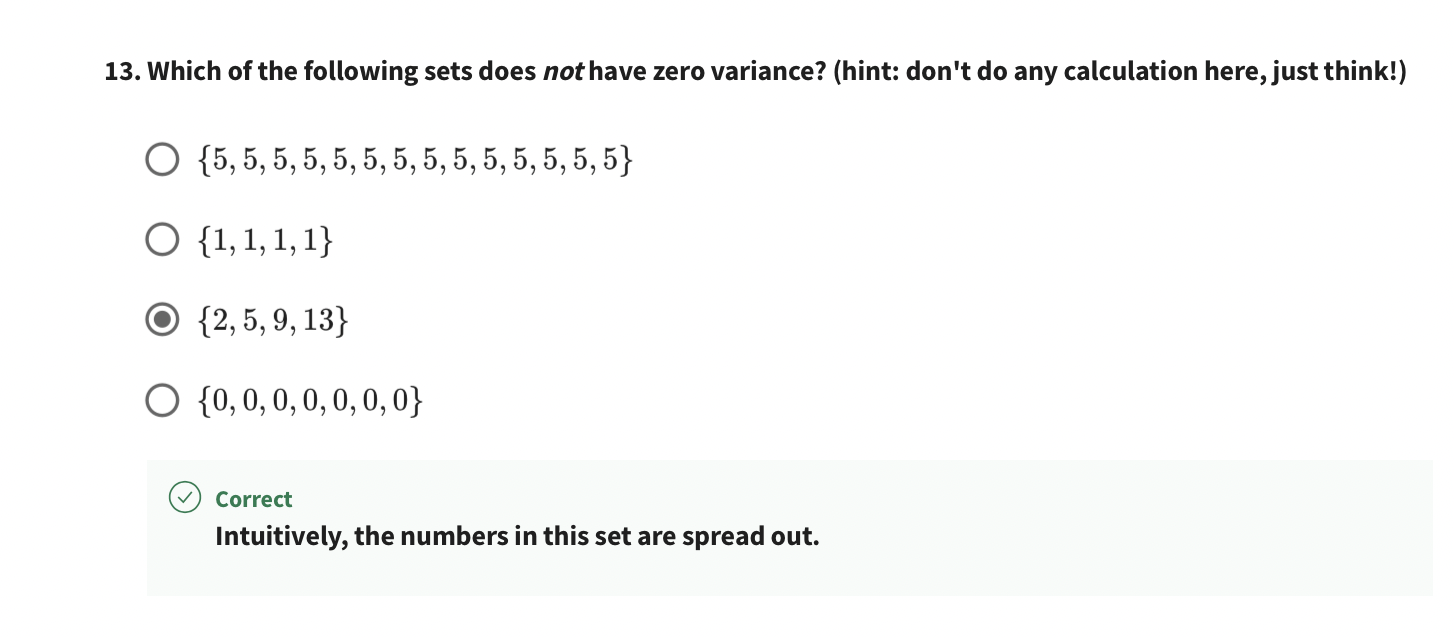 13. Which of the following sets does not have zero variance? (hint: don't do any calculation here, just think!)
{5, 5, 5, 5, 5, 5, 5, 5, 5, 5, 5, 5, 5, 5}
{1, 1, 1, 1}
{2, 5, 9, 13}
{0, 0, 0, 0, 0, 0, 0}
Correct
Intuitively, the numbers in this set are spread out.